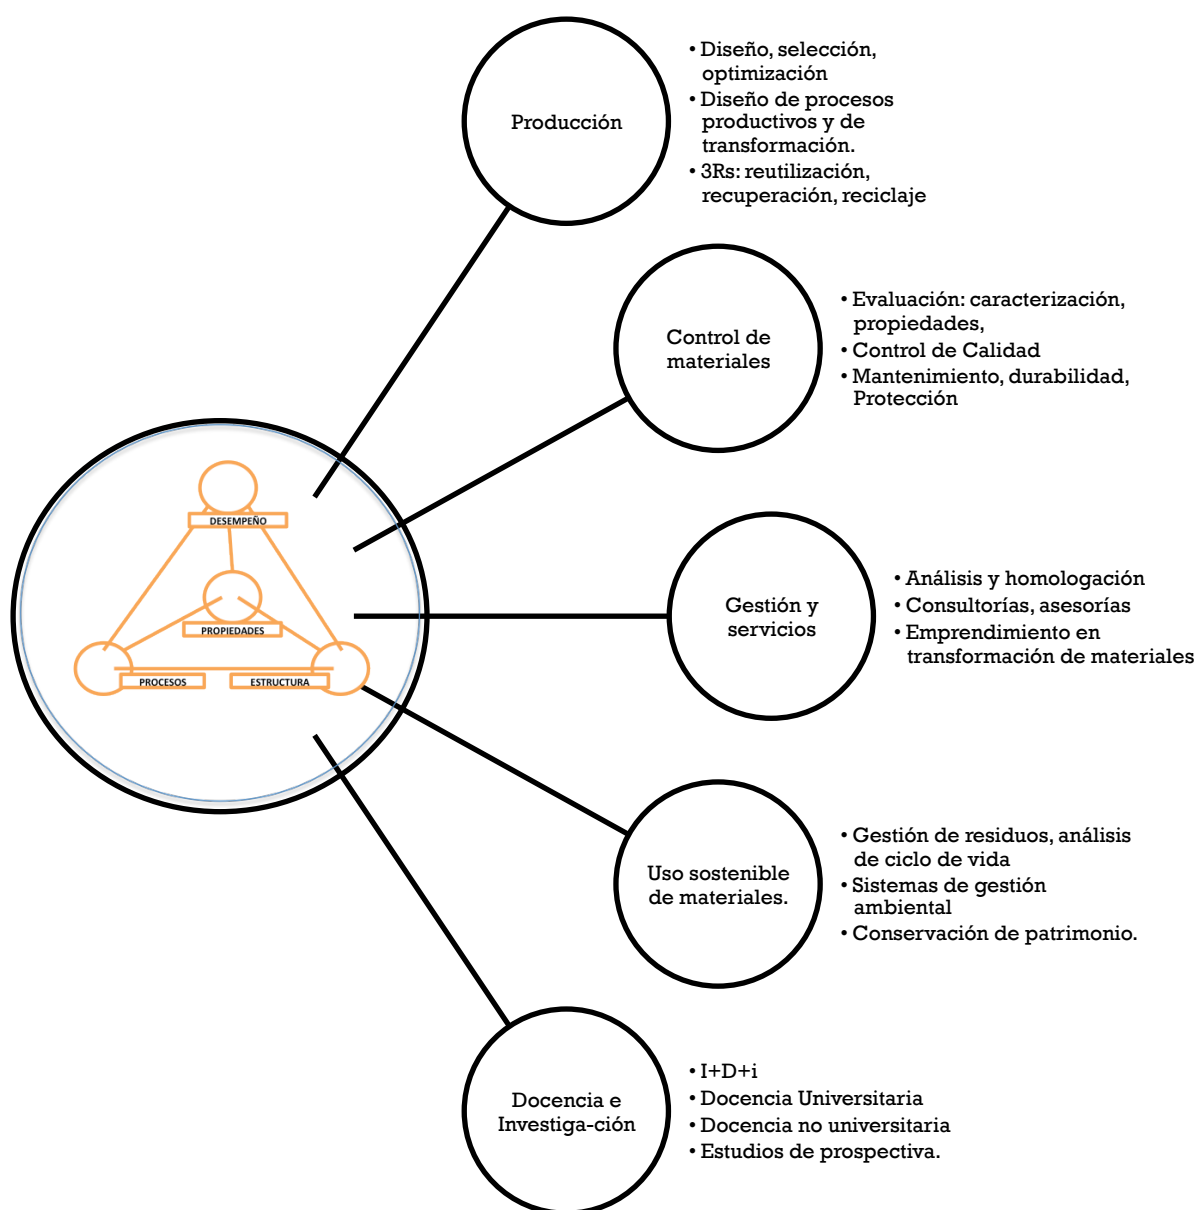 Producción
• Diseño, selección,
optimización
• Diseño de procesos
productivos y de
transformación.
• 3Rs: reutilización,
recuperación, reciclaje
Control de
materiales
• Evaluación: caracterización,
propiedades,
• Control de Calidad
• Mantenimiento, durabilidad,
Protección
DESEMPEÑO
PROPIEDADES
PROCESOS
ESTRUCTURA
Gestión y
servicios
• Análisis y homologación
• Consultorías, asesorías
• Emprendimiento en
transformación de materiales
Uso sostenible
de materiales.
• Gestión de residuos, análisis
de ciclo de vida
• Sistemas de gestión
ambiental
• Conservación de patrimonio.
Docencia e
Investiga-ción
• I+D+i
• Docencia Universitaria
• Docencia no universitaria
• Estudios de prospectiva.